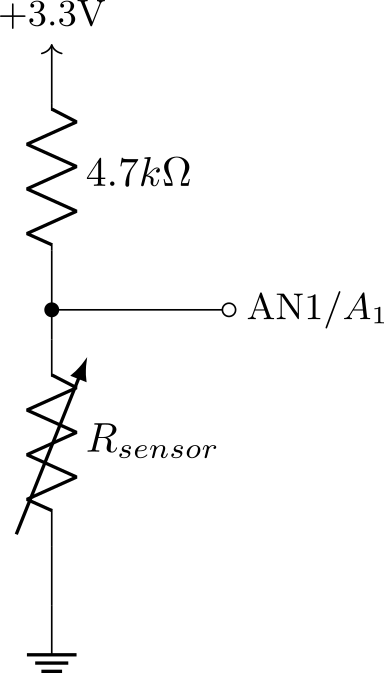 +3.3V
4.7kΩ
AN1/A₁
Rₛₑₙₛₒᵣ